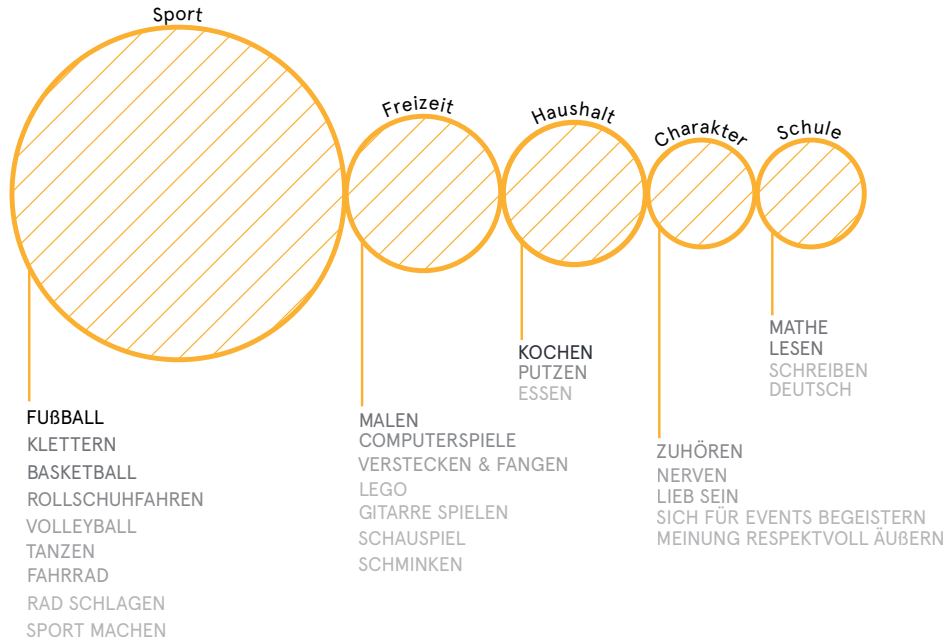 Sport
FUßBALL
KLETTERN
BASKETBALL
ROLLSCHUHFAHREN
VOLLEYBALL
TANZEN
FAHRRAD
RAD SCHLAGEN
SPORT MACHEN
Freizeit
MALEN
COMPUTERSPIELE
VERSTECKEN & FANGEN
LEGO
GITARRE SPIELEN
SCHAUSPIEL
SCHMINKEN
Haushalt
KOCHEN
PUTZEN
ESSEN
Charakter
ZUHÖREN
NERVEN
LIEB SEIN
SICH FÜR EVENTS BEGEISTERN
MEINUNG RESPEKTVOLL ÄUßERN
Schule
MATHE
LESEN
SCHREIBEN
DEUTSCH